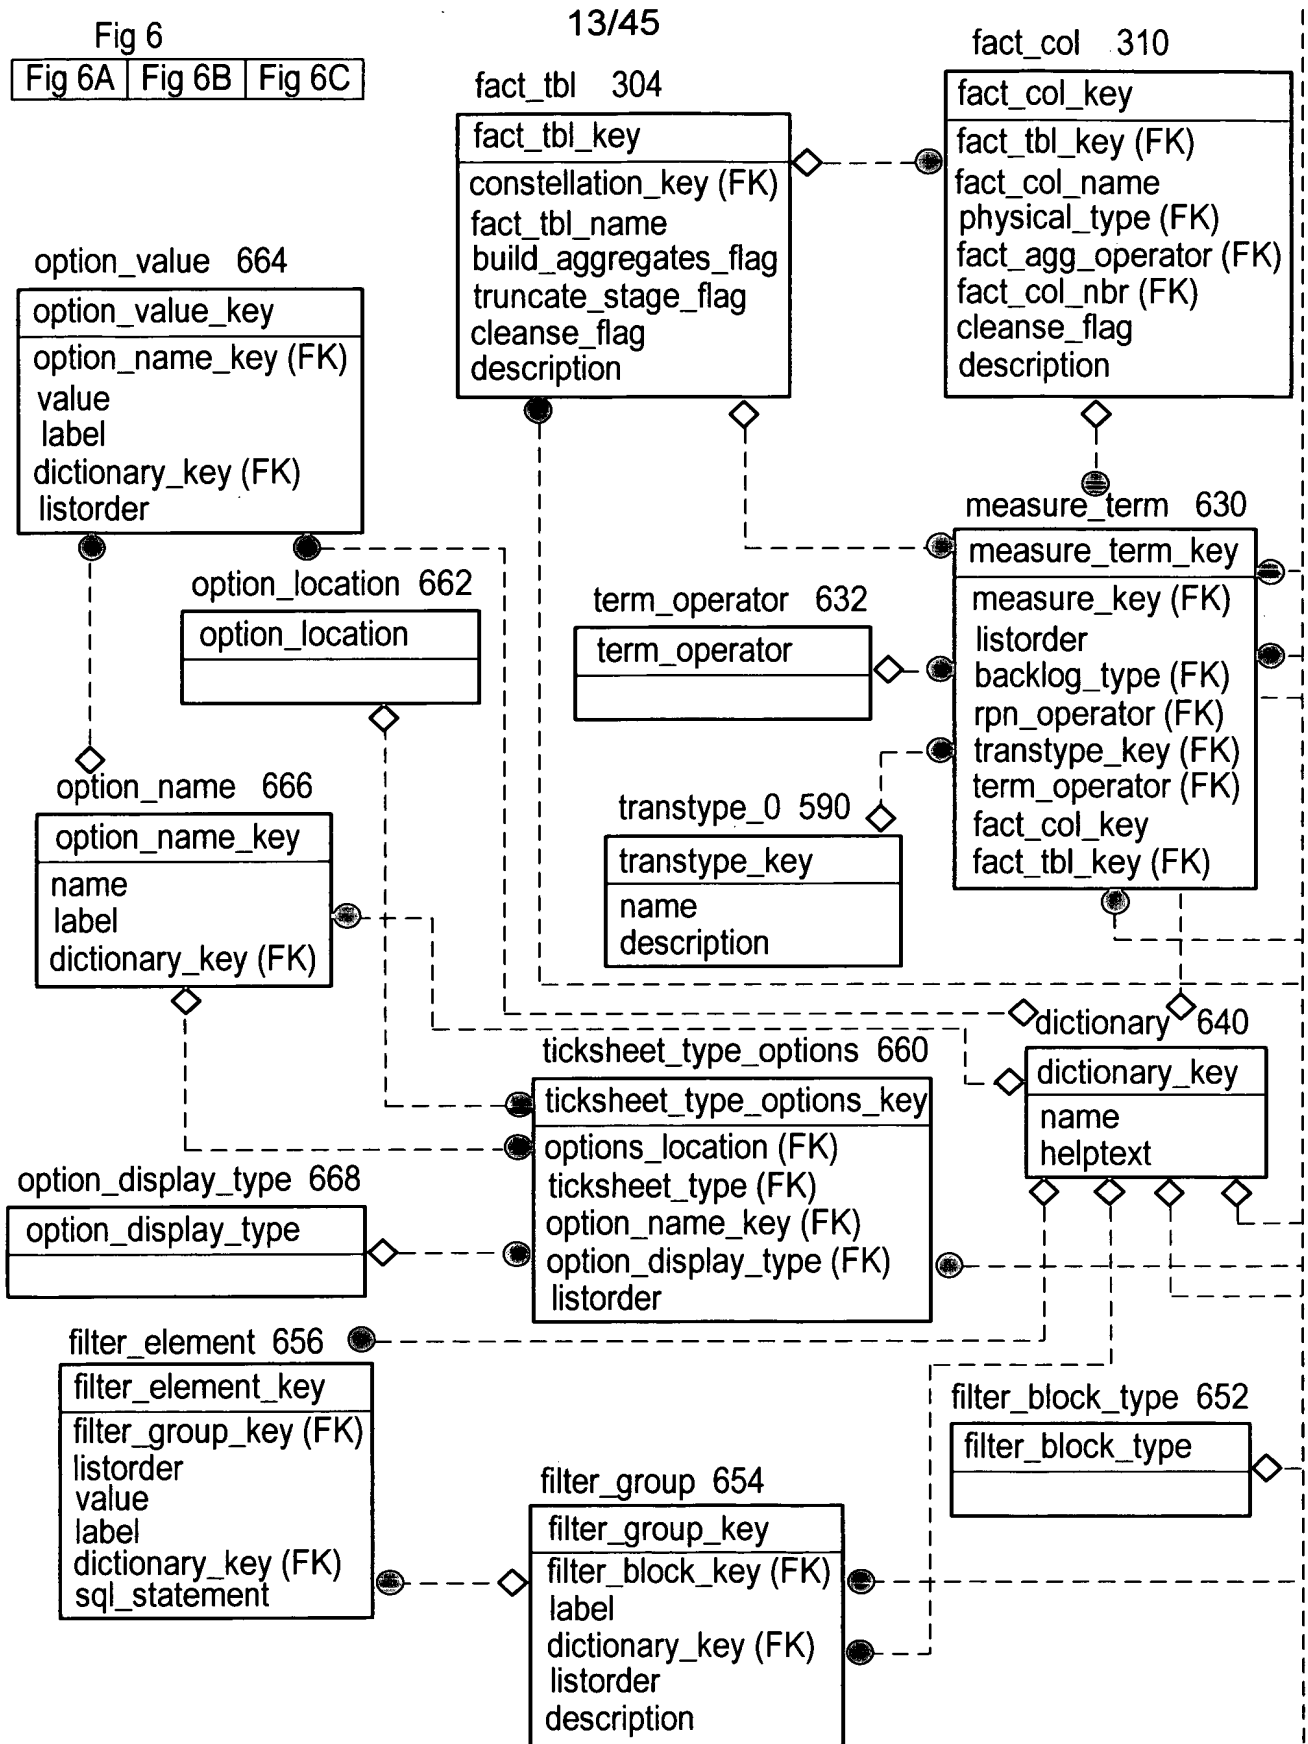 13/45
Fig 6
Fig 6A Fig 6B Fig 6C
fact_tbl 304
fact_tbl_key
constellation_key (FK)
fact_tbl_name
build_aggregates_flag
truncate_stage_flag
cleanse_flag
description
fact_col 310
fact_col_key
fact_tbl_key (FK)
fact_col_name
physical_type (FK)
fact_agg_operator (FK)
fact_col_nbr (FK)
cleanse_flag
description
option_value 664
option_value_key
option_name_key (FK)
value
label
dictionary_key (FK)
listorder
option_location 662
option_location
term_operator 632
term_operator
measure_term 630
measure_term_key
measure_key (FK)
listorder
backlog_type (FK)
rpn_operator (FK)
transtype_key (FK)
term_operator (FK)
fact_col_key
fact_tbl_key (FK)
option_name 666
option_name_key
name
label
dictionary_key (FK)
transtype_0 590
transtype_key
name
description
dictionary 640
dictionary_key
name
helptext
ticksheet_type_options 660
ticksheet_type_options_key
options_location (FK)
ticksheet_type (FK)
option_name_key (FK)
option_display_type (FK)
listorder
option_display_type 668
option_display_type
filter_element 656
filter_element_key
filter_group_key (FK)
listorder
value
label
dictionary_key (FK)
sql_statement
filter_block_type 652
filter_block_type
filter_group 654
filter_group_key
filter_block_key (FK)
label
dictionary_key (FK)
listorder
description